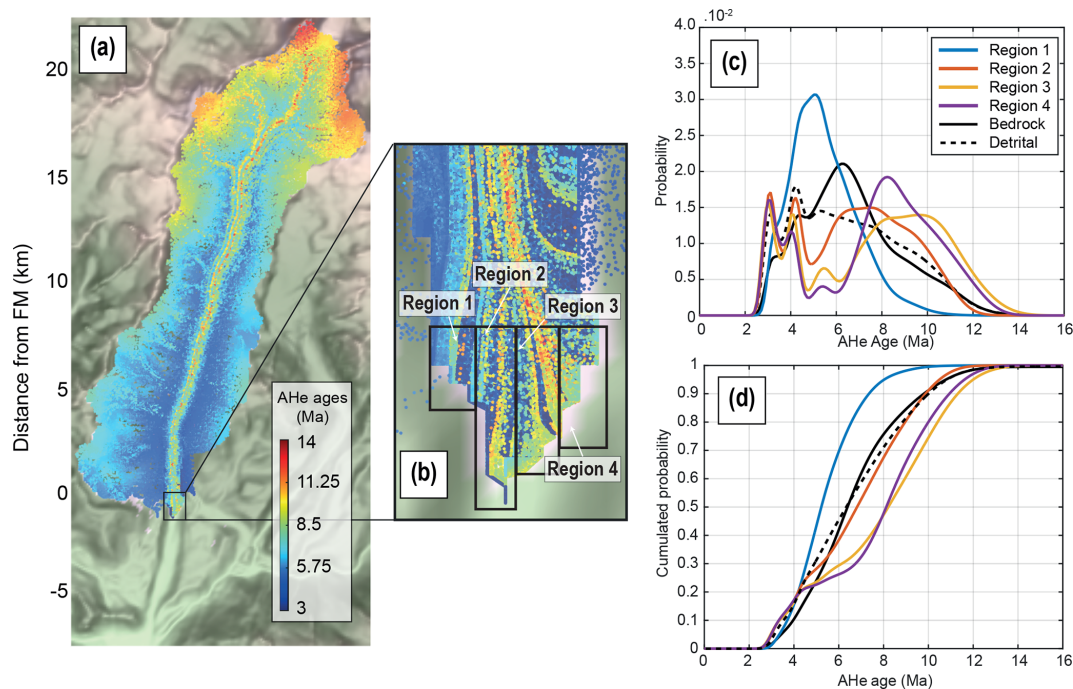 (a)
Distance from FM (km)
20
15
10
5
0
-5
AHe ages
(Ma)
14
11.25
8.5
5.75
3
Region 1
Region 2
Region 3
Region 4
(b)
(c)
.10-2
4.0
3.5
3.0
2.5
2.0
1.5
1.0
0.5
0
Probability
0 2 4 6 8 10 12 14 16
AHe Age (Ma)
Region 1
Region 2
Region 3
Region 4
Bedrock
Detrital
(d)
1
0.9
0.8
0.7
0.6
0.5
0.4
0.3
0.2
0.1
0
Cumulated probability
0 2 4 6 8 10 12 14 16
AHe age (Ma)